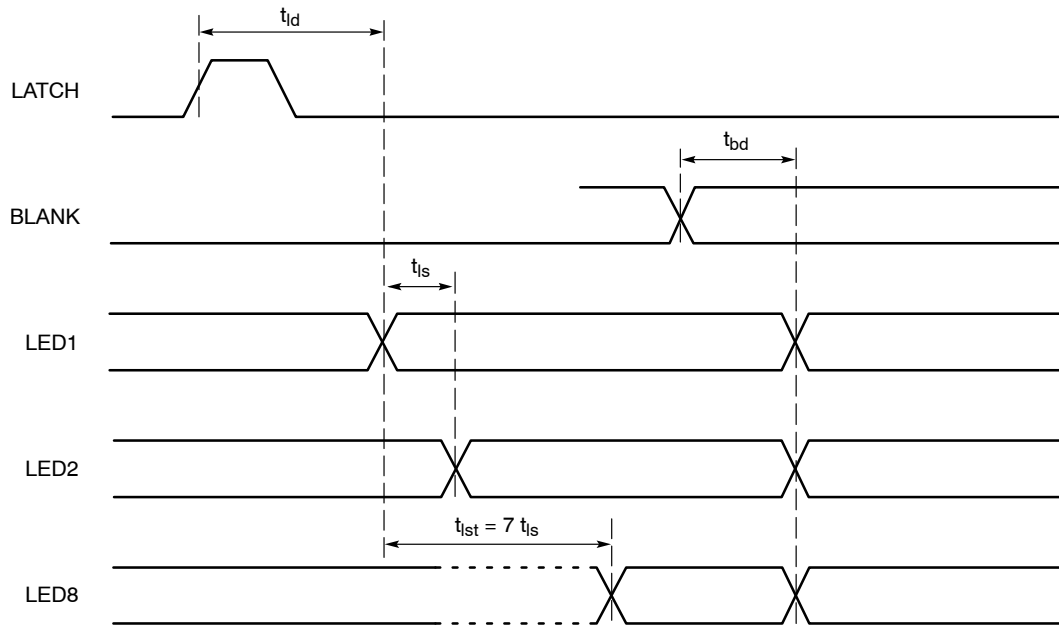 t_ld
LATCH
t_bd
BLANK
t_ls
LED1
LED2
t_lst = 7 t_ls
LED8